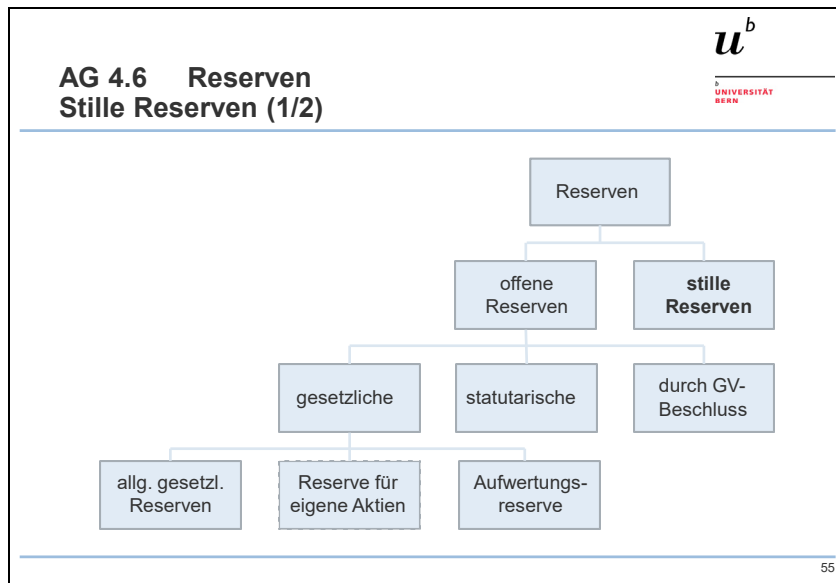 u^b
AG 4.6 Reserven
Stille Reserven (1/2)
b
UNIVERSITÄT
BERN
Reserven
offene
Reserven
stille
Reserven
gesetzliche
statutarische
durch GV-
Beschluss
allg. gesetzl.
Reserven
Reserve für
eigene Aktien
Aufwertungs-
reserve
55